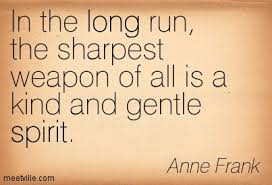 In the long run,
the sharpest
weapon of all is a
kind and gentle
spirit.
Anne Frank
meetville.com